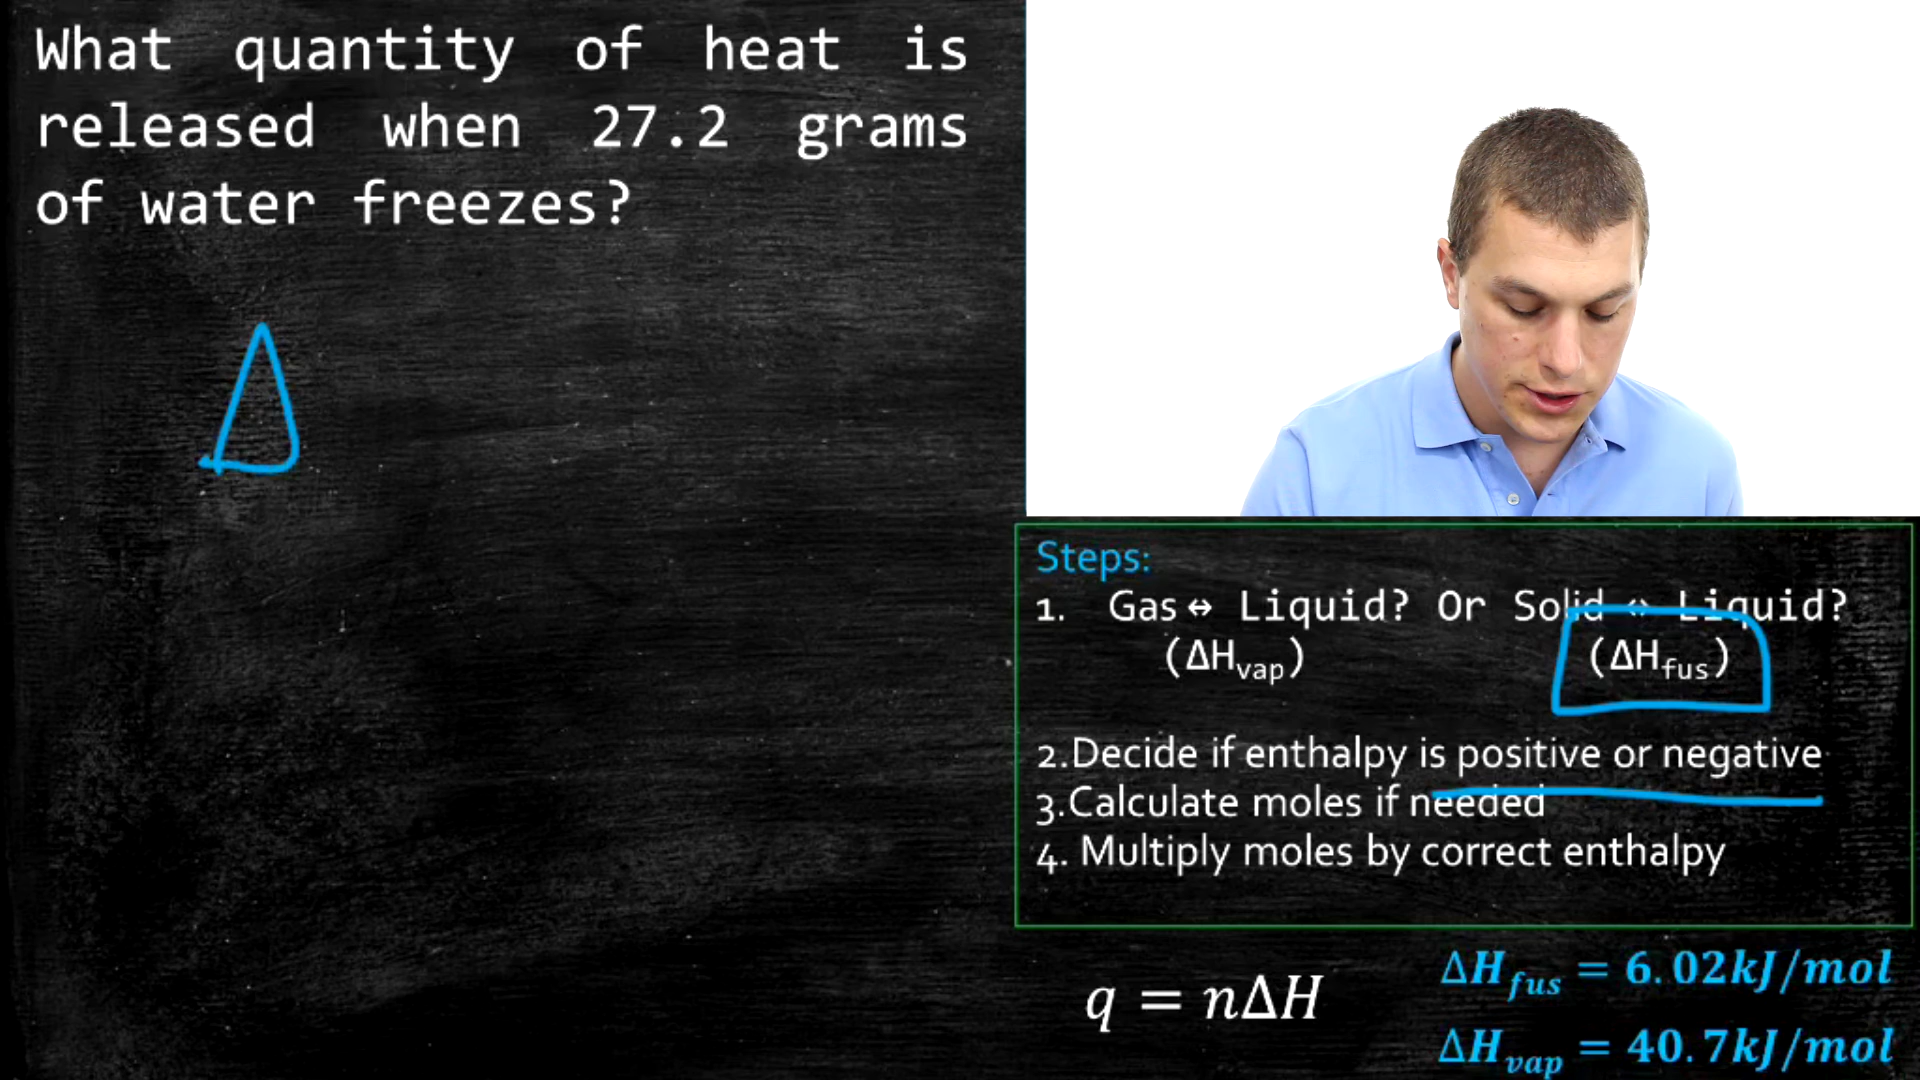 What quantity of heat is
released when 27.2 grams
of water freezes?
Δ
Steps:
1. Gas ↔ Liquid? Or Solid ↔ Liquid?
(ΔHvap) (ΔHfus)
2.Decide if enthalpy is positive or negative
3.Calculate moles if needed
4. Multiply moles by correct enthalpy
q = nΔH
ΔHfus = 6.02kJ/mol
ΔHvap = 40.7kJ/mol